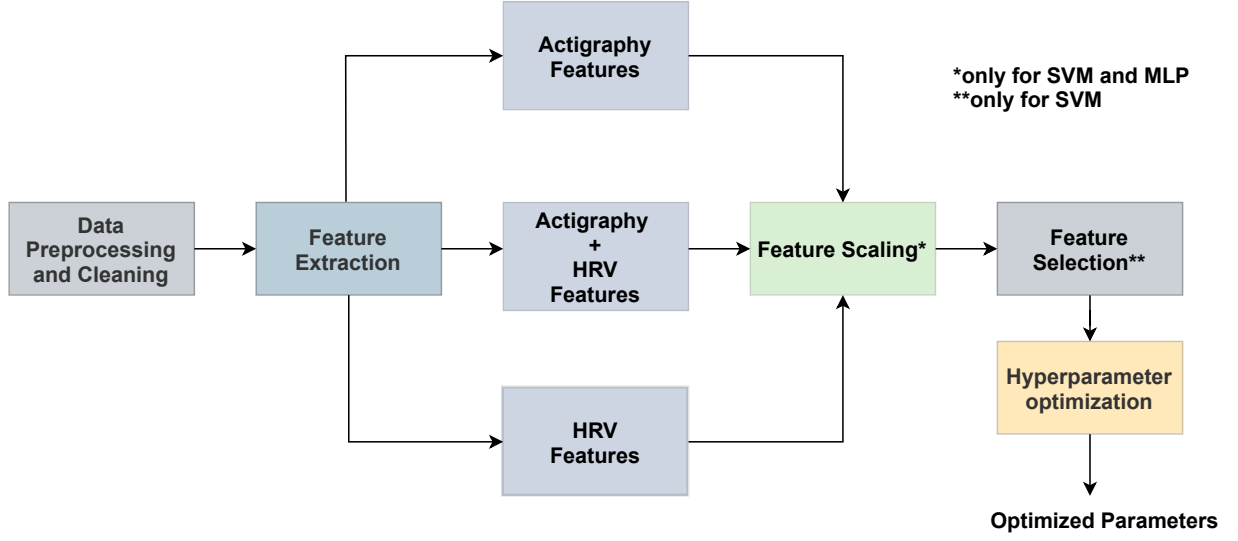 Actigraphy
Features
*only for SVM and MLP
**only for SVM
Data
Preprocessing
and Cleaning
Feature
Extraction
Actigraphy
+
HRV
Features
Feature Scaling*
Feature
Selection**
Hyperparameter
optimization
HRV
Features
Optimized Parameters